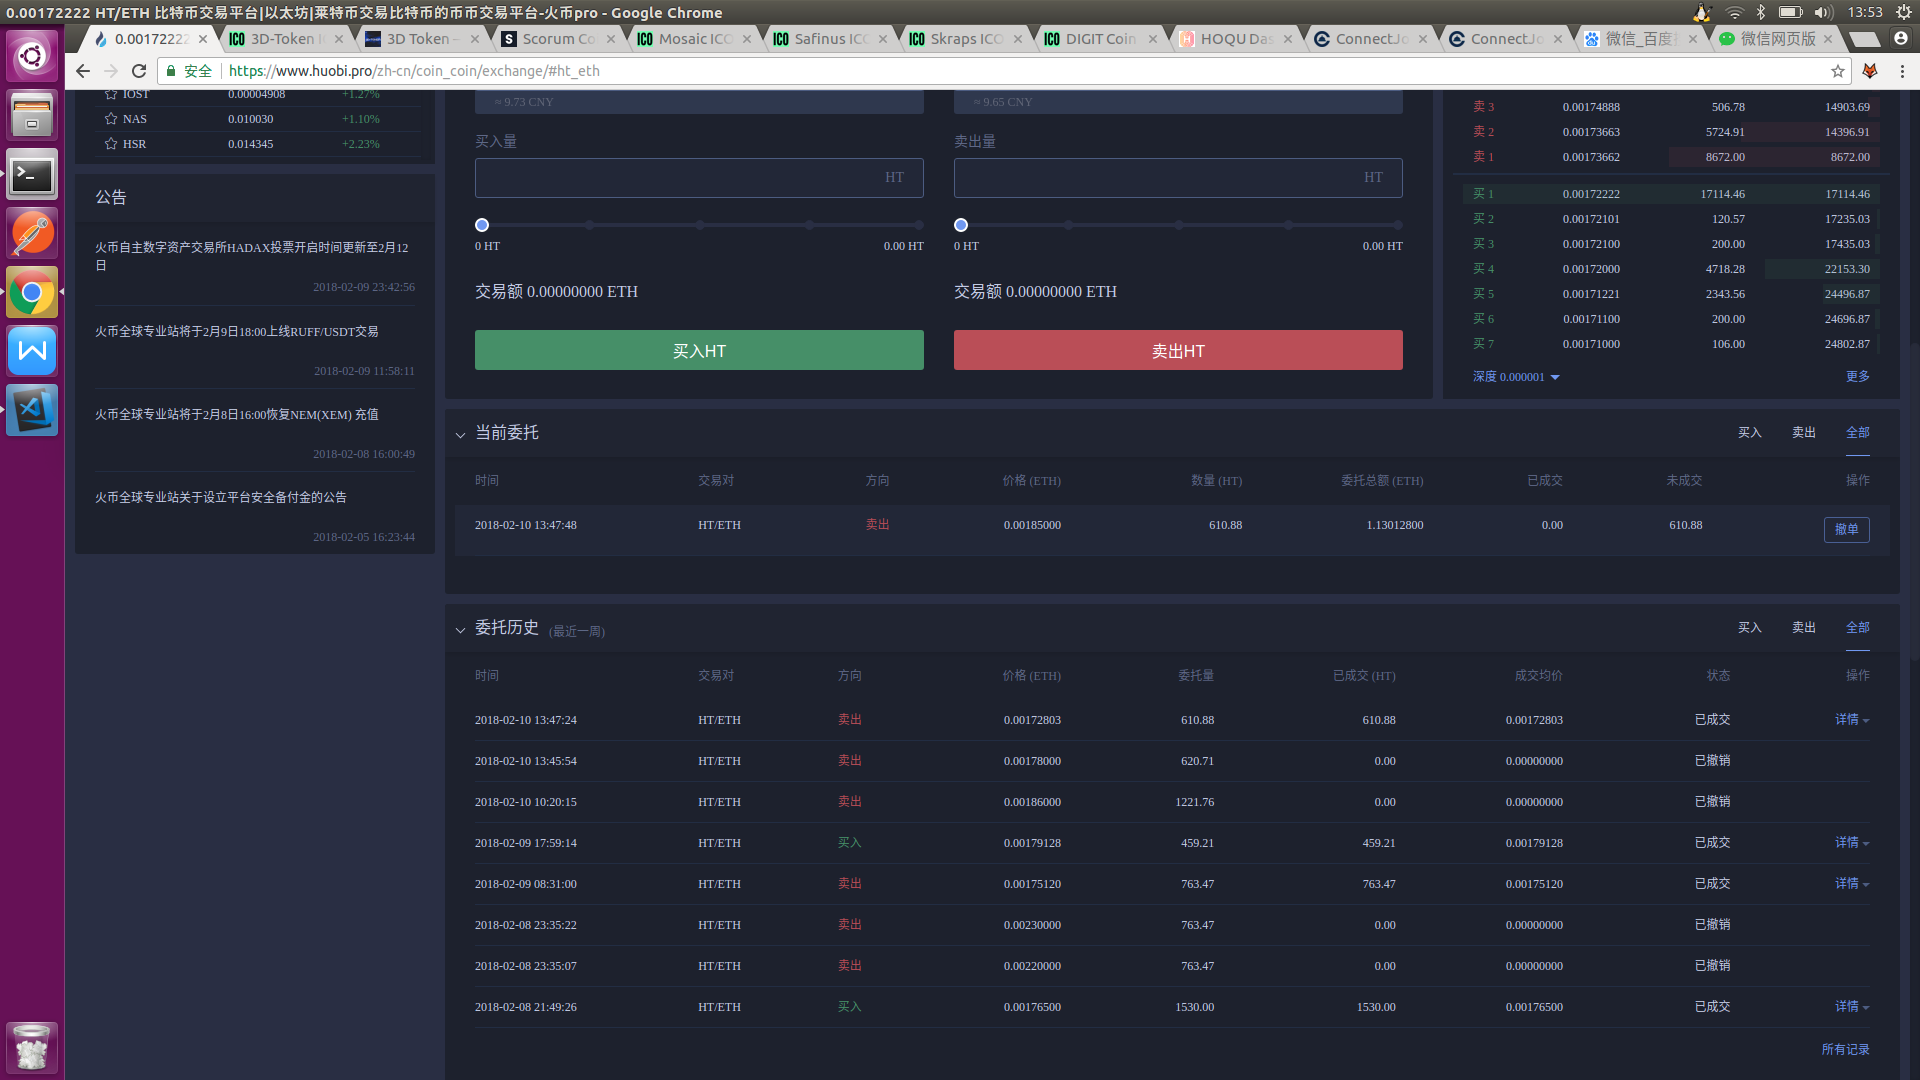 0.00172222 HT/ETH 比特币交易平台|以太坊|莱特币交易比特币的币币交易平台-火币pro - Google Chrome
13:53
0.00172222
3D-Token IC
3D Token –
Scorum Co
Mosaic ICO
Safinus ICO
Skraps ICO
DIGIT Coin
HOQU Das
ConnectJo
ConnectJo
微信_百度
微信网页版
安全 https://www.huobi.pro/zh-cn/coin_coin/exchange/#ht_eth
IOST 0.00004908 +1.27%
NAS 0.010030 +1.10%
HSR 0.014345 +2.23%
公告
火币自主数字资产交易所HADAX投票开启时间更新至2月12
日
2018-02-09 23:42:56
火币全球专业站将于2月9日18:00上线RUFF/USDT交易
2018-02-09 11:58:11
火币全球专业站将于2月8日16:00恢复NEM(XEM) 充值
2018-02-08 16:00:49
火币全球专业站关于设立平台安全备付金的公告
2018-02-05 16:23:44
≈ 9.73 CNY
买入量
HT
0 HT 0.00 HT
交易额 0.00000000 ETH
买入HT
≈ 9.65 CNY
卖出量
HT
0 HT 0.00 HT
交易额 0.00000000 ETH
卖出HT
卖 3 0.00174888 506.78 14903.69
卖 2 0.00173663 5724.91 14396.91
卖 1 0.00173662 8672.00 8672.00
买 1 0.00172222 17114.46 17114.46
买 2 0.00172101 120.57 17235.03
买 3 0.00172100 200.00 17435.03
买 4 0.00172000 4718.28 22153.30
买 5 0.00171221 2343.56 24496.87
买 6 0.00171100 200.00 24696.87
买 7 0.00171000 106.00 24802.87
深度 0.000001 更多
当前委托 买入 卖出 全部
时间 交易对 方向 价格 (ETH) 数量 (HT) 委托总额 (ETH) 已成交 未成交 操作
2018-02-10 13:47:48 HT/ETH 卖出 0.00185000 610.88 1.13012800 0.00 610.88 撤单
委托历史 (最近一周) 买入 卖出 全部
时间 交易对 方向 价格 (ETH) 委托量 已成交 (HT) 成交均价 状态 操作
2018-02-10 13:47:24 HT/ETH 卖出 0.00172803 610.88 610.88 0.00172803 已成交 详情
2018-02-10 13:45:54 HT/ETH 卖出 0.00178000 620.71 0.00 0.00000000 已撤销
2018-02-10 10:20:15 HT/ETH 卖出 0.00186000 1221.76 0.00 0.00000000 已撤销
2018-02-09 17:59:14 HT/ETH 买入 0.00179128 459.21 459.21 0.00179128 已成交 详情
2018-02-09 08:31:00 HT/ETH 卖出 0.00175120 763.47 763.47 0.00175120 已成交 详情
2018-02-08 23:35:22 HT/ETH 卖出 0.00230000 763.47 0.00 0.00000000 已撤销
2018-02-08 23:35:07 HT/ETH 卖出 0.00220000 763.47 0.00 0.00000000 已撤销
2018-02-08 21:49:26 HT/ETH 买入 0.00176500 1530.00 1530.00 0.00176500 已成交 详情
所有记录